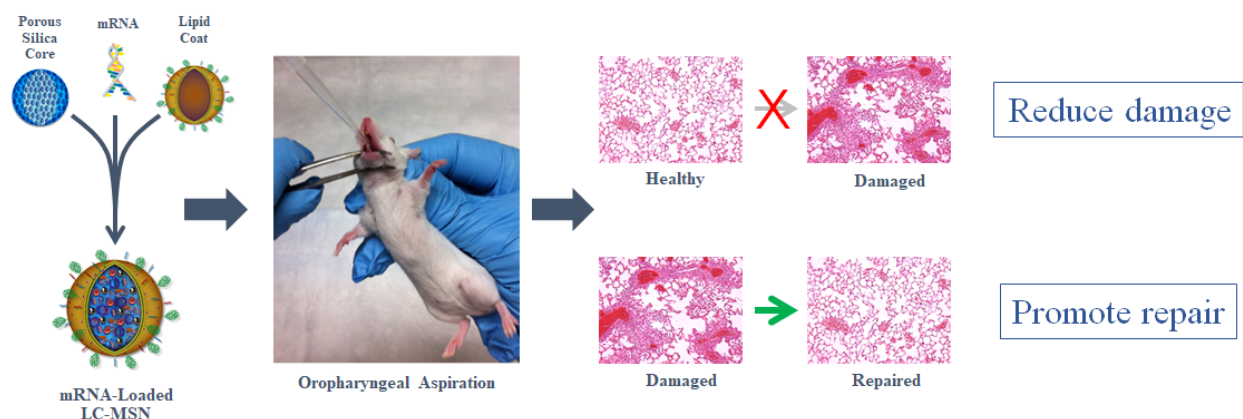 Porous
Silica
Core
mRNA
Lipid
Coat
mRNA-Loaded
LC-MSN
Oropharyngeal Aspiration
Healthy
Damaged
Reduce damage
Damaged
Repaired
Promote repair